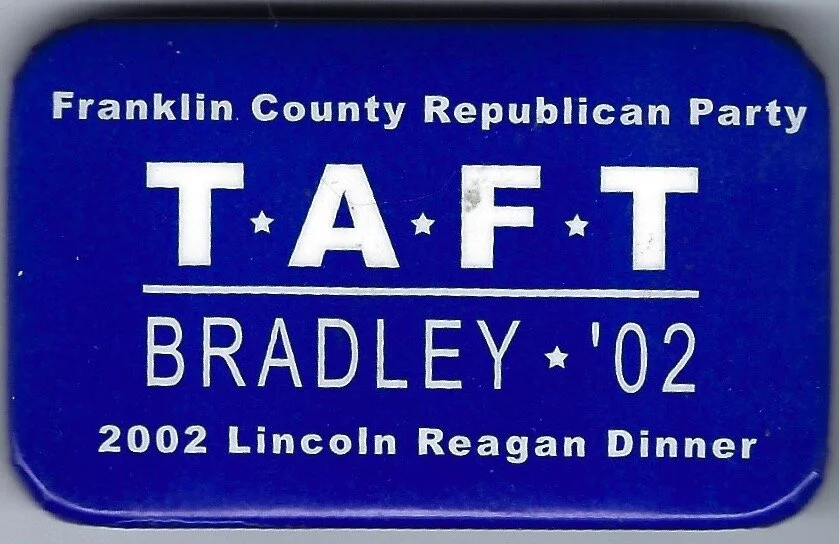 Franklin County Republican Party
T★A★F★T
BRADLEY ★ '02
2002 Lincoln Reagan Dinner